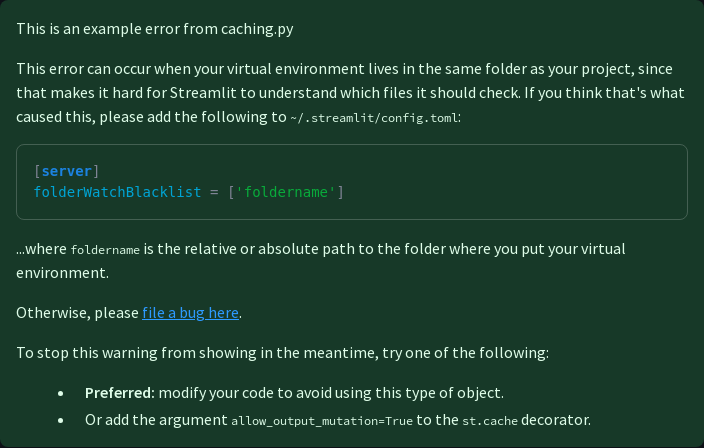 This is an example error from caching.py
This error can occur when your virtual environment lives in the same folder as your project, since
that makes it hard for Streamlit to understand which files it should check. If you think that's what
caused this, please add the following to ~/.streamlit/config.toml:
[server]
folderWatchBlacklist = ['foldername']
...where foldername is the relative or absolute path to the folder where you put your virtual
environment.
Otherwise, please file a bug here.
To stop this warning from showing in the meantime, try one of the following:
• Preferred: modify your code to avoid using this type of object.
• Or add the argument allow_output_mutation=True to the st.cache decorator.